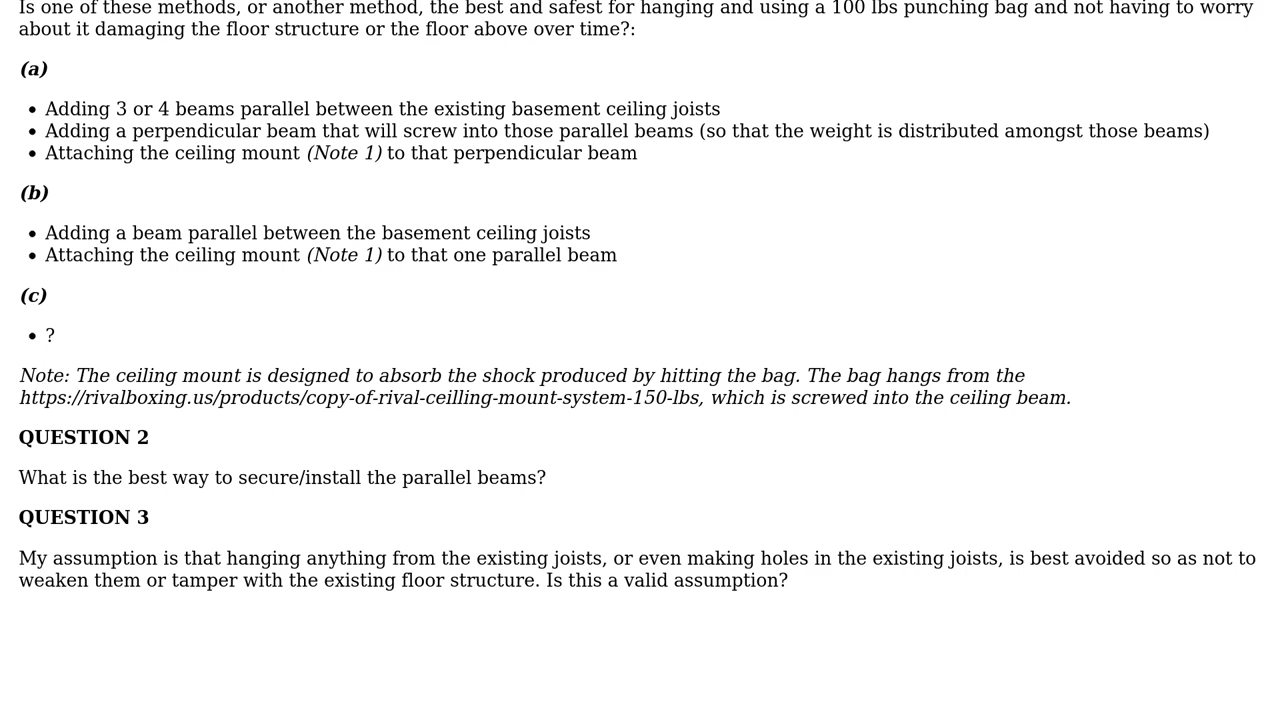 Is one of these methods, or another method, the best and safest for hanging and using a 100 lbs punching bag and not having to worry
about it damaging the floor structure or the floor above over time?:
(a)
• Adding 3 or 4 beams parallel between the existing basement ceiling joists
• Adding a perpendicular beam that will screw into those parallel beams (so that the weight is distributed amongst those beams)
• Attaching the ceiling mount (Note 1) to that perpendicular beam
(b)
• Adding a beam parallel between the basement ceiling joists
• Attaching the ceiling mount (Note 1) to that one parallel beam
(c)
• ?
Note: The ceiling mount is designed to absorb the shock produced by hitting the bag. The bag hangs from the
https://rivalboxing.us/products/copy-of-rival-ceilling-mount-system-150-lbs, which is screwed into the ceiling beam.
QUESTION 2
What is the best way to secure/install the parallel beams?
QUESTION 3
My assumption is that hanging anything from the existing joists, or even making holes in the existing joists, is best avoided so as not to
weaken them or tamper with the existing floor structure. Is this a valid assumption?